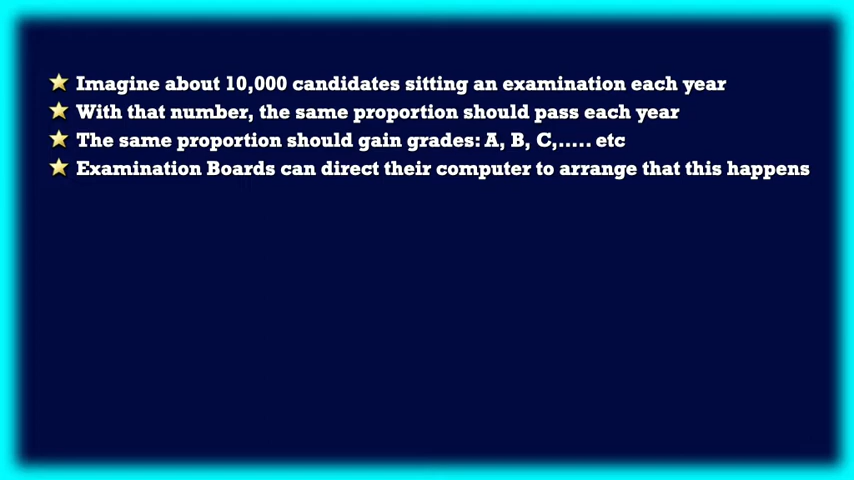 Imagine about 10,000 candidates sitting an examination each year
With that number, the same proportion should pass each year
The same proportion should gain grades: A, B, C,..... etc
Examination Boards can direct their computer to arrange that this happens